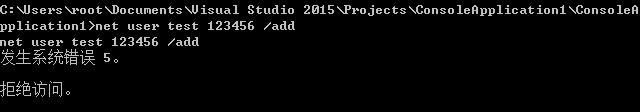 C:\Users\root\Documents\Visual Studio 2015\Projects\ConsoleApplication1\ConsoleA
pplication1>net user test 123456 /add
net user test 123456 /add
发生系统错误 5。
拒绝访问。